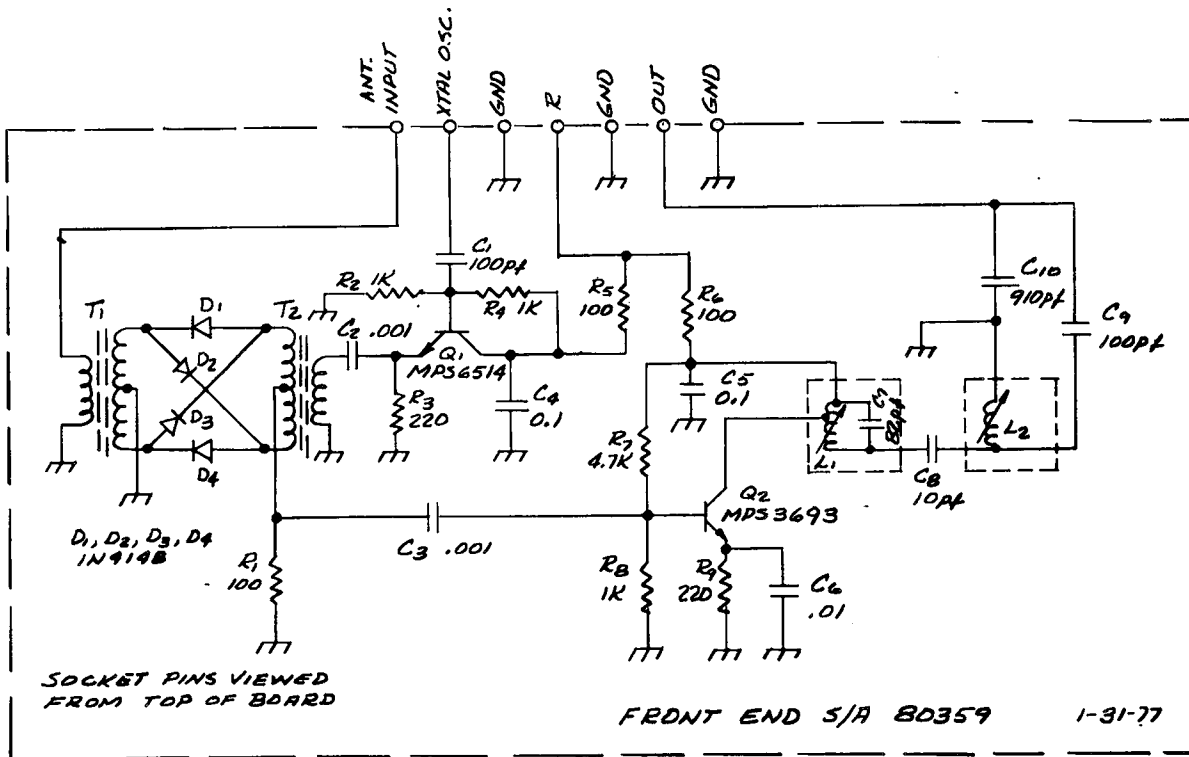 ANT. INPUT
XTAL OSC.
GND
R
GND
OUT
GND
C1
100pf
R2 1K
R4 1K
R5
100
R6
100
C10
910pf
C9
100pf
T1
D1
T2
C2 .001
D2
Q1
MPS6514
D3
R3
220
C4
0.1
C5
0.1
C7
82pf
L1
L2
D4
R7
4.7K
C8
10pf
Q2
MPS3693
D1, D2, D3, D4
IN914B
C3 .001
R1
100
R8
1K
R9
220
C6
.01
SOCKET PINS VIEWED
FROM TOP OF BOARD
FRONT END S/A 80359 1-31-77